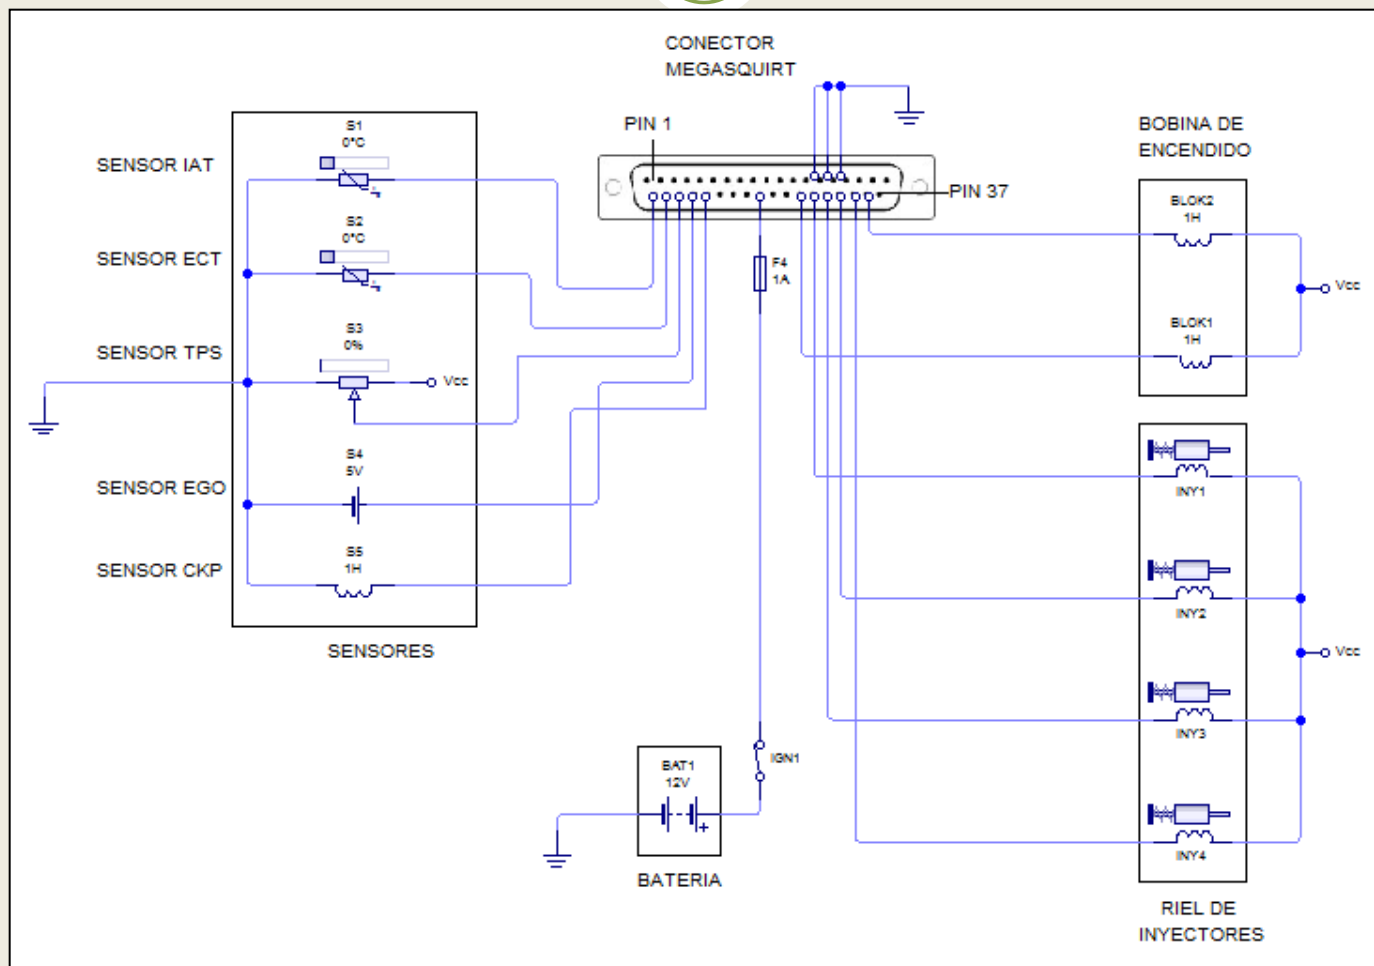 CONECTOR
MEGASQUIRT
PIN 1
PIN 37
SENSOR IAT
S1
0°C
SENSOR ECT
S2
0°C
SENSOR TPS
S3
0%
Vcc
SENSOR EGO
S4
5V
SENSOR CKP
S5
1H
SENSORES
F4
1A
IGN1
BAT1
12V
BATERIA
BOBINA DE
ENCENDIDO
BLOK2
1H
Vcc
BLOK1
1H
INY1
INY2
Vcc
INY3
INY4
RIEL DE
INYECTORES